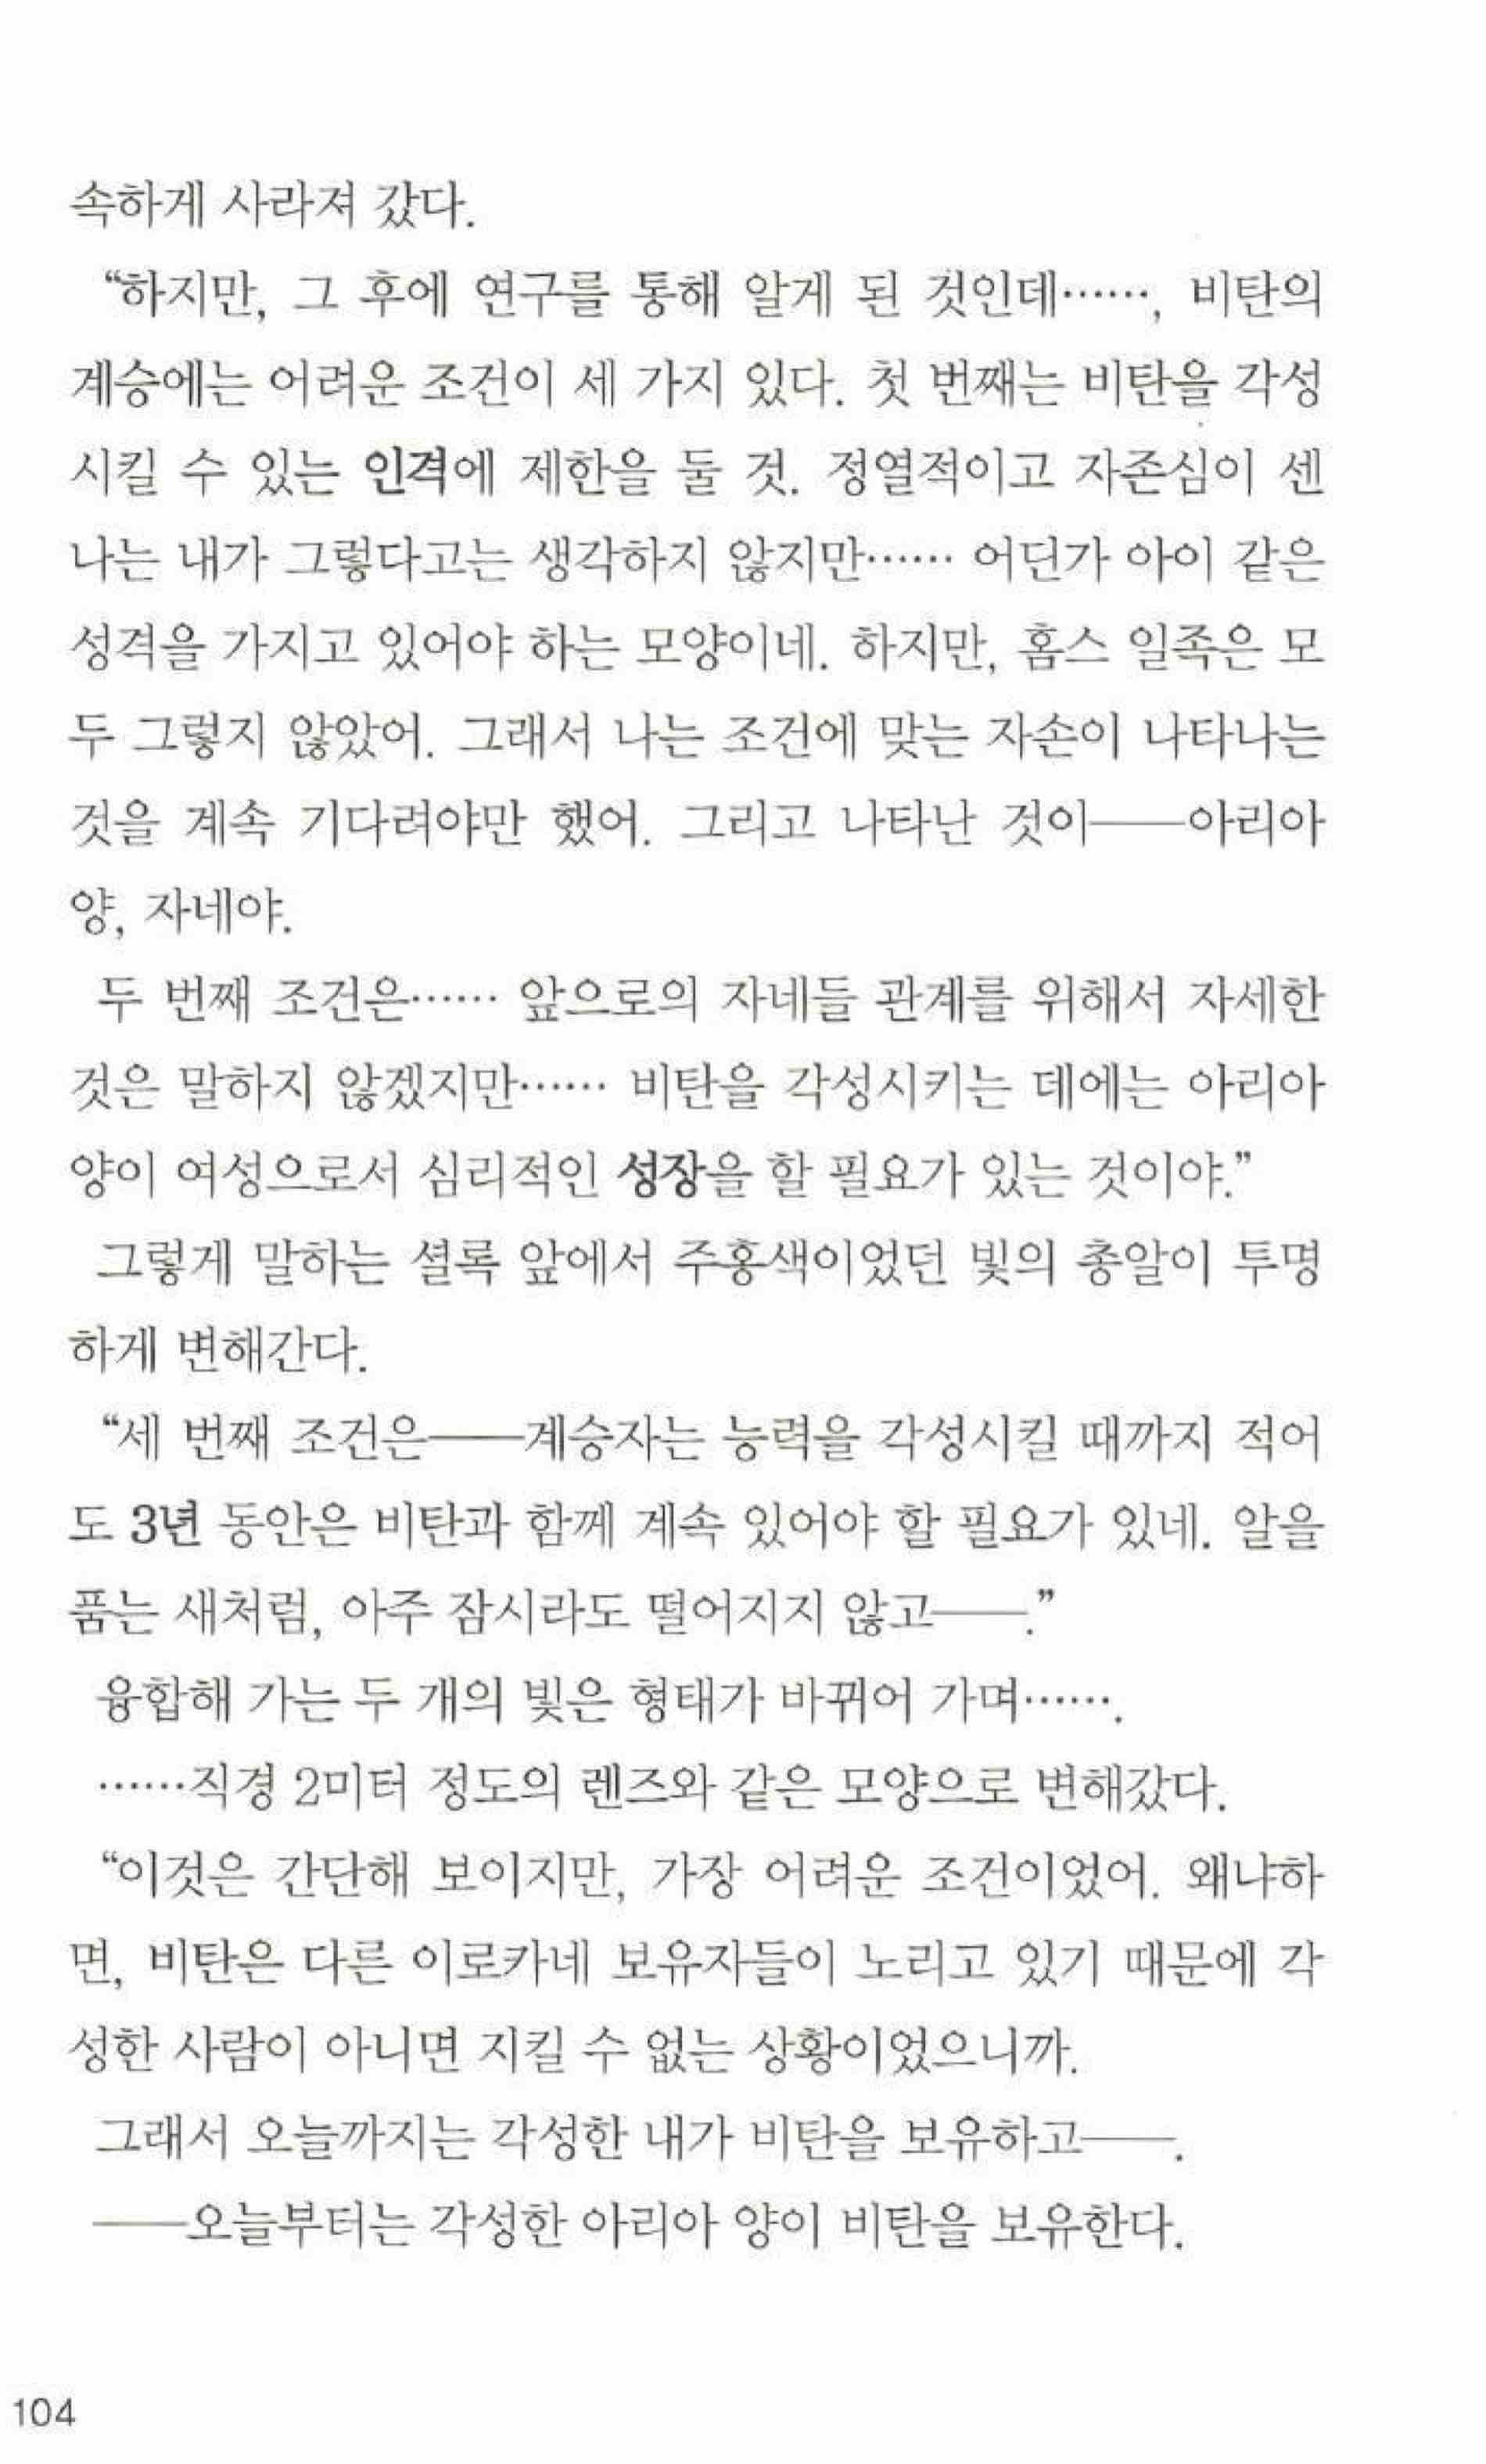 속하게 사라져 갔다.
“하지만, 그 후에 연구를 통해 알게 된 것인데……, 비탄의
계승에는 어려운 조건이 세 가지 있다. 첫 번째는 비탄을 각성
시킬 수 있는 인격에 제한을 둘 것. 정열적이고 자존심이 센
나는 내가 그렇다고는 생각하지 않지만…… 어딘가 아이 같은
성격을 가지고 있어야 하는 모양이네. 하지만, 홈스 일족은 모
두 그렇지 않았어. 그래서 나는 조건에 맞는 자손이 나타나는
것을 계속 기다려야만 했어. 그리고 나타난 것이──아리아
양, 자네야.
두 번째 조건은…… 앞으로의 자네들 관계를 위해서 자세한
것은 말하지 않겠지만…… 비탄을 각성시키는 데에는 아리아
양이 여성으로서 심리적인 성장을 할 필요가 있는 것이야.”
그렇게 말하는 셜록 앞에서 주홍색이었던 빛의 총알이 투명
하게 변해간다.
“세 번째 조건은──계승자는 능력을 각성시킬 때까지 적어
도 3년 동안은 비탄과 함께 계속 있어야 할 필요가 있네. 알을
품는 새처럼, 아주 잠시라도 떨어지지 않고──.”
융합해 가는 두 개의 빛은 형태가 바뀌어 가며…….
……직경 2미터 정도의 렌즈와 같은 모양으로 변해갔다.
“이것은 간단해 보이지만, 가장 어려운 조건이었어. 왜냐하
면, 비탄은 다른 이로카네 보유자들이 노리고 있기 때문에 각
성한 사람이 아니면 지킬 수 없는 상황이었으니까.
그래서 오늘까지는 각성한 내가 비탄을 보유하고──.
──오늘부터는 각성한 아리아 양이 비탄을 보유한다.
104